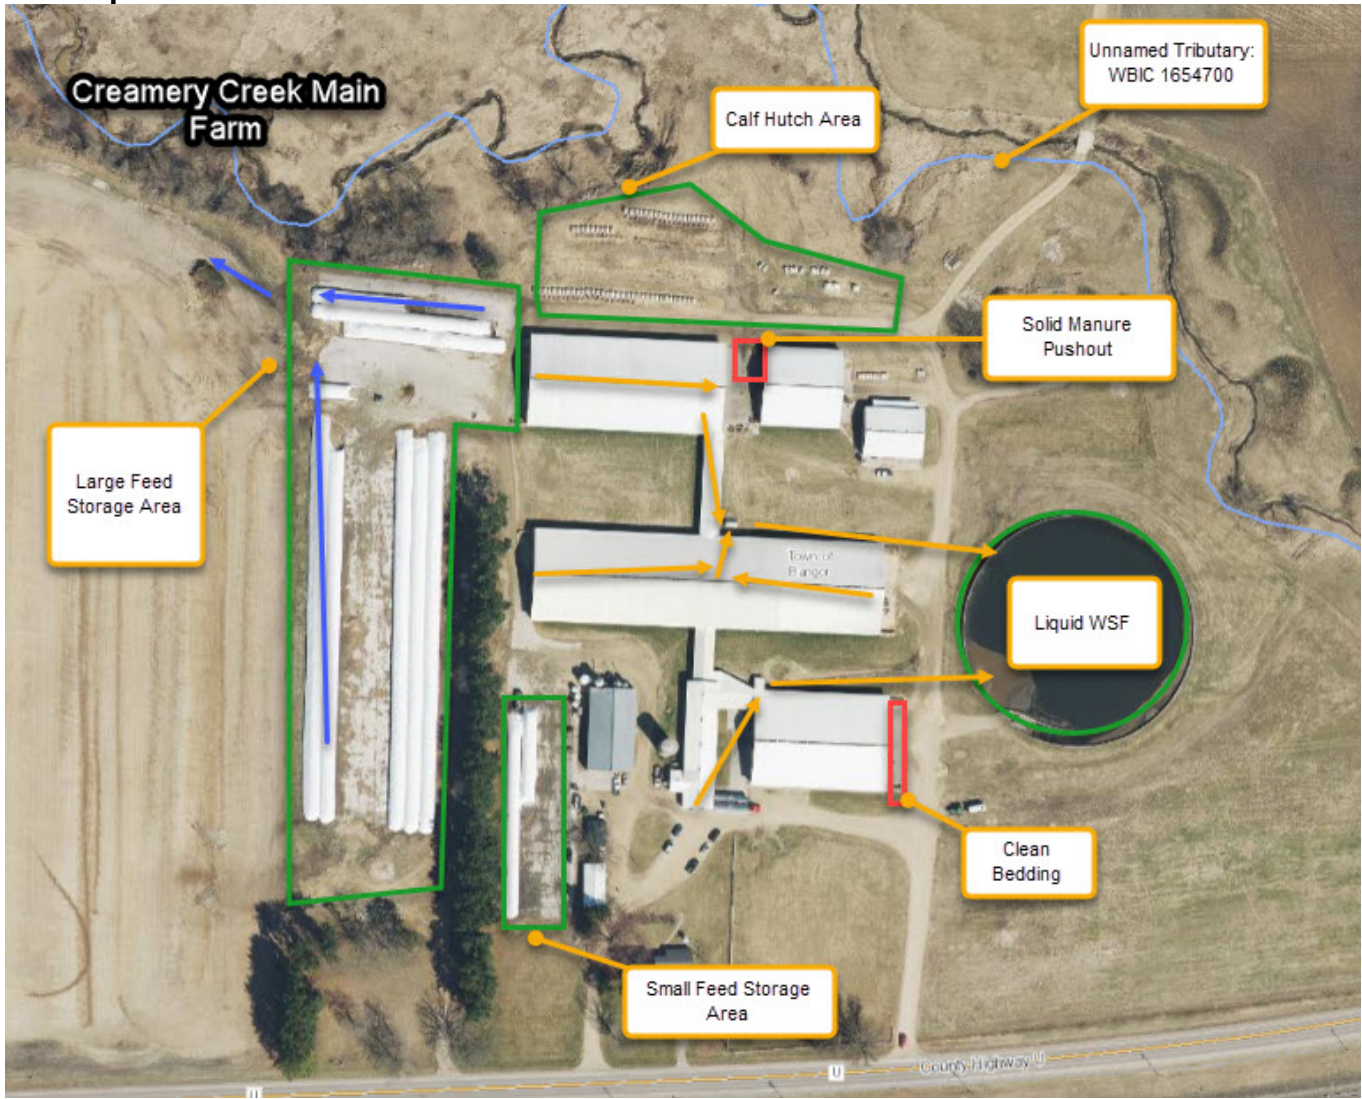 Creamery Creek Main
Farm
Unnamed Tributary:
WBIC 1654700
Calf Hutch Area
Solid Manure
Pushout
Large Feed
Storage Area
Town of
Bangor
Liquid WSF
Clean
Bedding
Small Feed Storage
Area
County Highway U
U
U